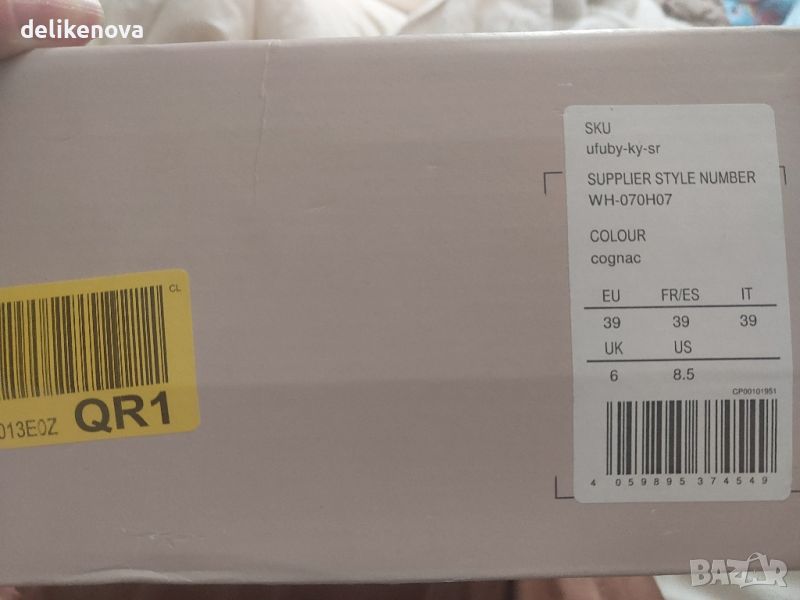 delikenova
SKU
ufuby-ky-sr
SUPPLIER STYLE NUMBER
WH-070H07
COLOUR
cognac
EU FR/ES IT
39 39 39
UK US
6 8.5
CP00101951
4 059895 374549
CL
013E0Z QR1
BAZAR